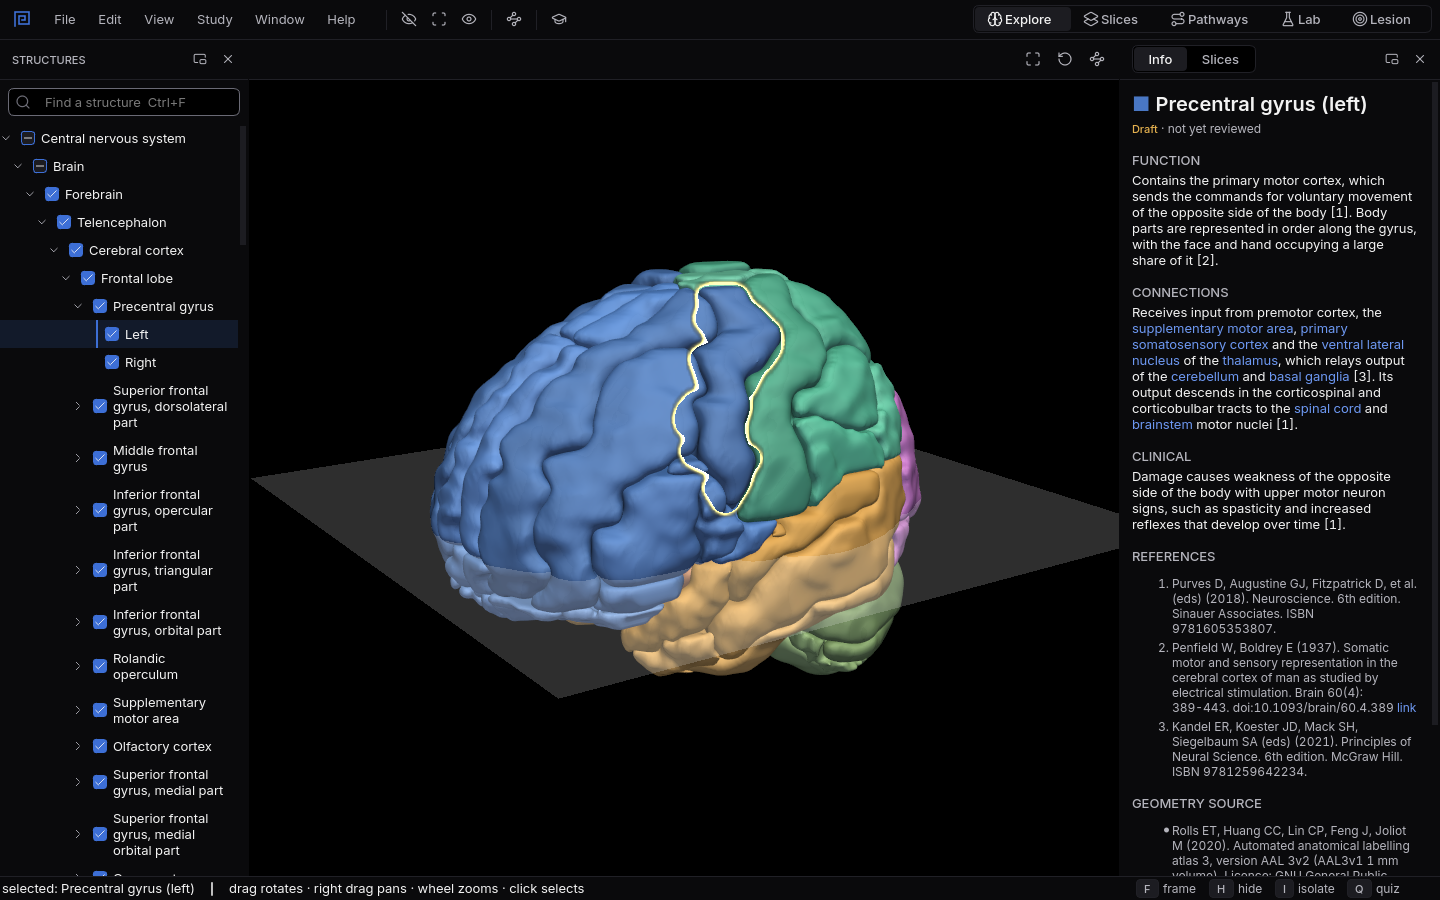 File Edit View Study Window Help
Explore Slices Pathways Lab Lesion
STRUCTURES
Info Slices
Find a structure Ctrl+F
Central nervous system
Brain
Forebrain
Telencephalon
Cerebral cortex
Frontal lobe
Precentral gyrus
Left
Right
Superior frontal
gyrus, dorsolateral
part
Middle frontal
gyrus
Inferior frontal
gyrus, opercular
part
Inferior frontal
gyrus, triangular
part
Inferior frontal
gyrus, orbital part
Rolandic
operculum
Supplementary
motor area
Olfactory cortex
Superior frontal
gyrus, medial part
Superior frontal
gyrus, medial
orbital part
Precentral gyrus (left)
Draft · not yet reviewed
FUNCTION
Contains the primary motor cortex, which
sends the commands for voluntary movement
of the opposite side of the body [1]. Body
parts are represented in order along the gyrus,
with the face and hand occupying a large
share of it [2].
CONNECTIONS
Receives input from premotor cortex, the
supplementary motor area, primary
somatosensory cortex and the ventral lateral
nucleus of the thalamus, which relays output
of the cerebellum and basal ganglia [3]. Its
output descends in the corticospinal and
corticobulbar tracts to the spinal cord and
brainstem motor nuclei [1].
CLINICAL
Damage causes weakness of the opposite
side of the body with upper motor neuron
signs, such as spasticity and increased
reflexes that develop over time [1].
REFERENCES
1. Purves D, Augustine GJ, Fitzpatrick D, et al.
(eds) (2018). Neuroscience. 6th edition.
Sinauer Associates. ISBN
9781605353807.
2. Penfield W, Boldrey E (1937). Somatic
motor and sensory representation in the
cerebral cortex of man as studied by
electrical stimulation. Brain 60(4):
389-443. doi:10.1093/brain/60.4.389 link
3. Kandel ER, Koester JD, Mack SH,
Siegelbaum SA (eds) (2021). Principles of
Neural Science. 6th edition. McGraw Hill.
ISBN 9781259642234.
GEOMETRY SOURCE
• Rolls ET, Huang CC, Lin CP, Feng J, Joliot
M (2020). Automated anatomical labelling
atlas 3, version AAL 3v2 (AAL3v1 1 mm
volume). Licence: GNU General Public
selected: Precentral gyrus (left) | drag rotates · right drag pans · wheel zooms · click selects
F frame H hide I isolate Q quiz